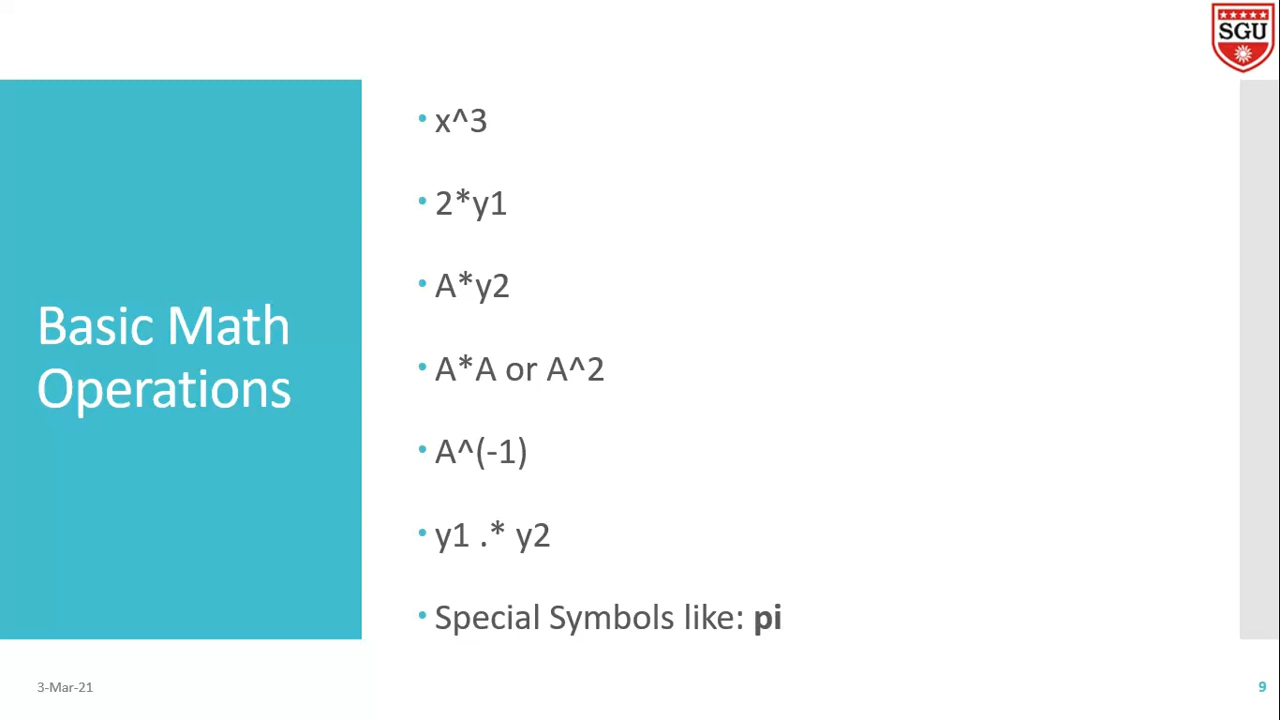 SGU
Basic Math
Operations
• x^3
• 2*y1
• A*y2
• A*A or A^2
• A^(-1)
• y1 .* y2
• Special Symbols like: pi
3-Mar-21
9